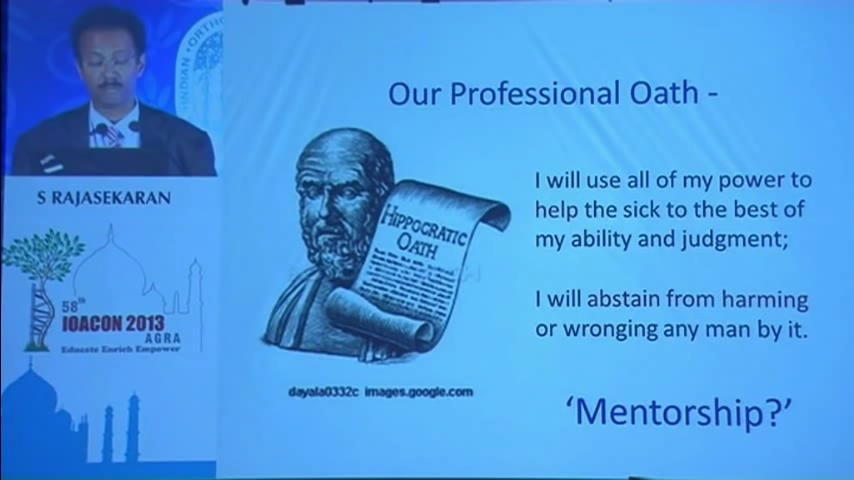 INDIAN ORTHO
S RAJASEKARAN
58th
IOACON 2013
AGRA
Educate Enrich Empower
Our Professional Oath -
HIPPOCRATIC
OATH
I will use all of my power to
help the sick to the best of
my ability and judgment;
I will abstain from harming
or wronging any man by it.
dayala0332c images.google.com
‘Mentorship?’